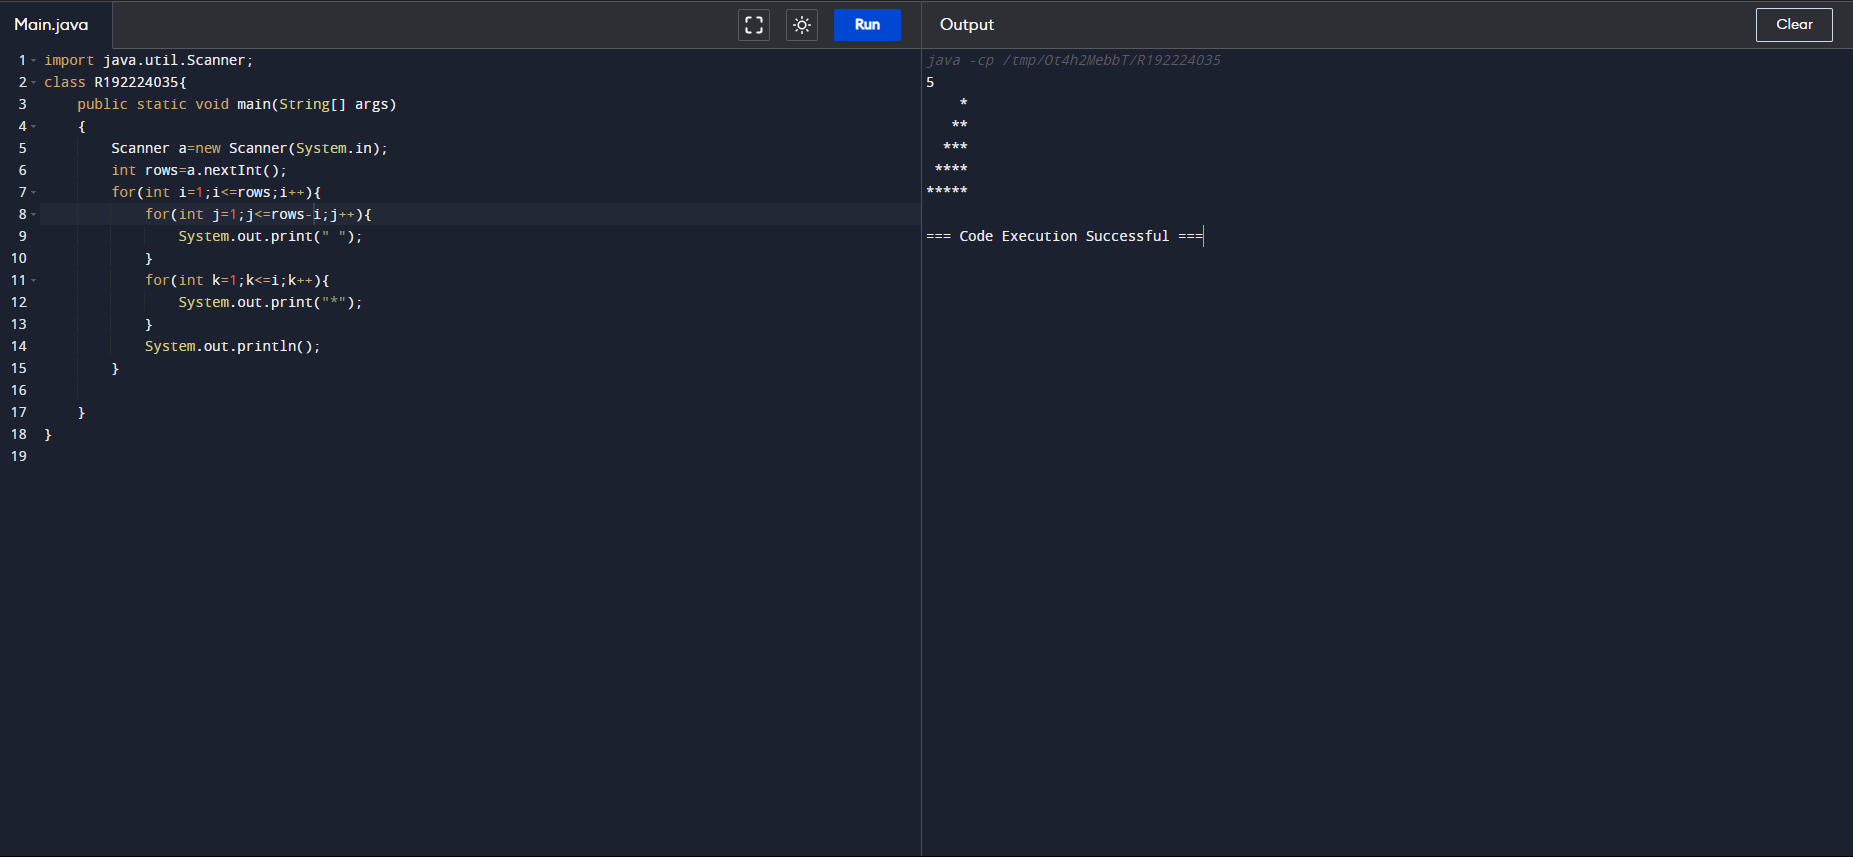 Main.java
Run
1 import java.util.Scanner;
2 class R192224035{
3     public static void main(String[] args)
4     {
5         Scanner a=new Scanner(System.in);
6         int rows=a.nextInt();
7         for(int i=1;i<=rows;i++){
8             for(int j=1;j<=rows-i;j++){
9                 System.out.print(" ");
10             }
11             for(int k=1;k<=i;k++){
12                 System.out.print("*");
13             }
14             System.out.println();
15         }
16
17     }
18 }
19
Output
Clear
java -cp /tmp/Ot4h2MebbT/R192224035
5
    *
   **
  ***
 ****
*****
=== Code Execution Successful ===